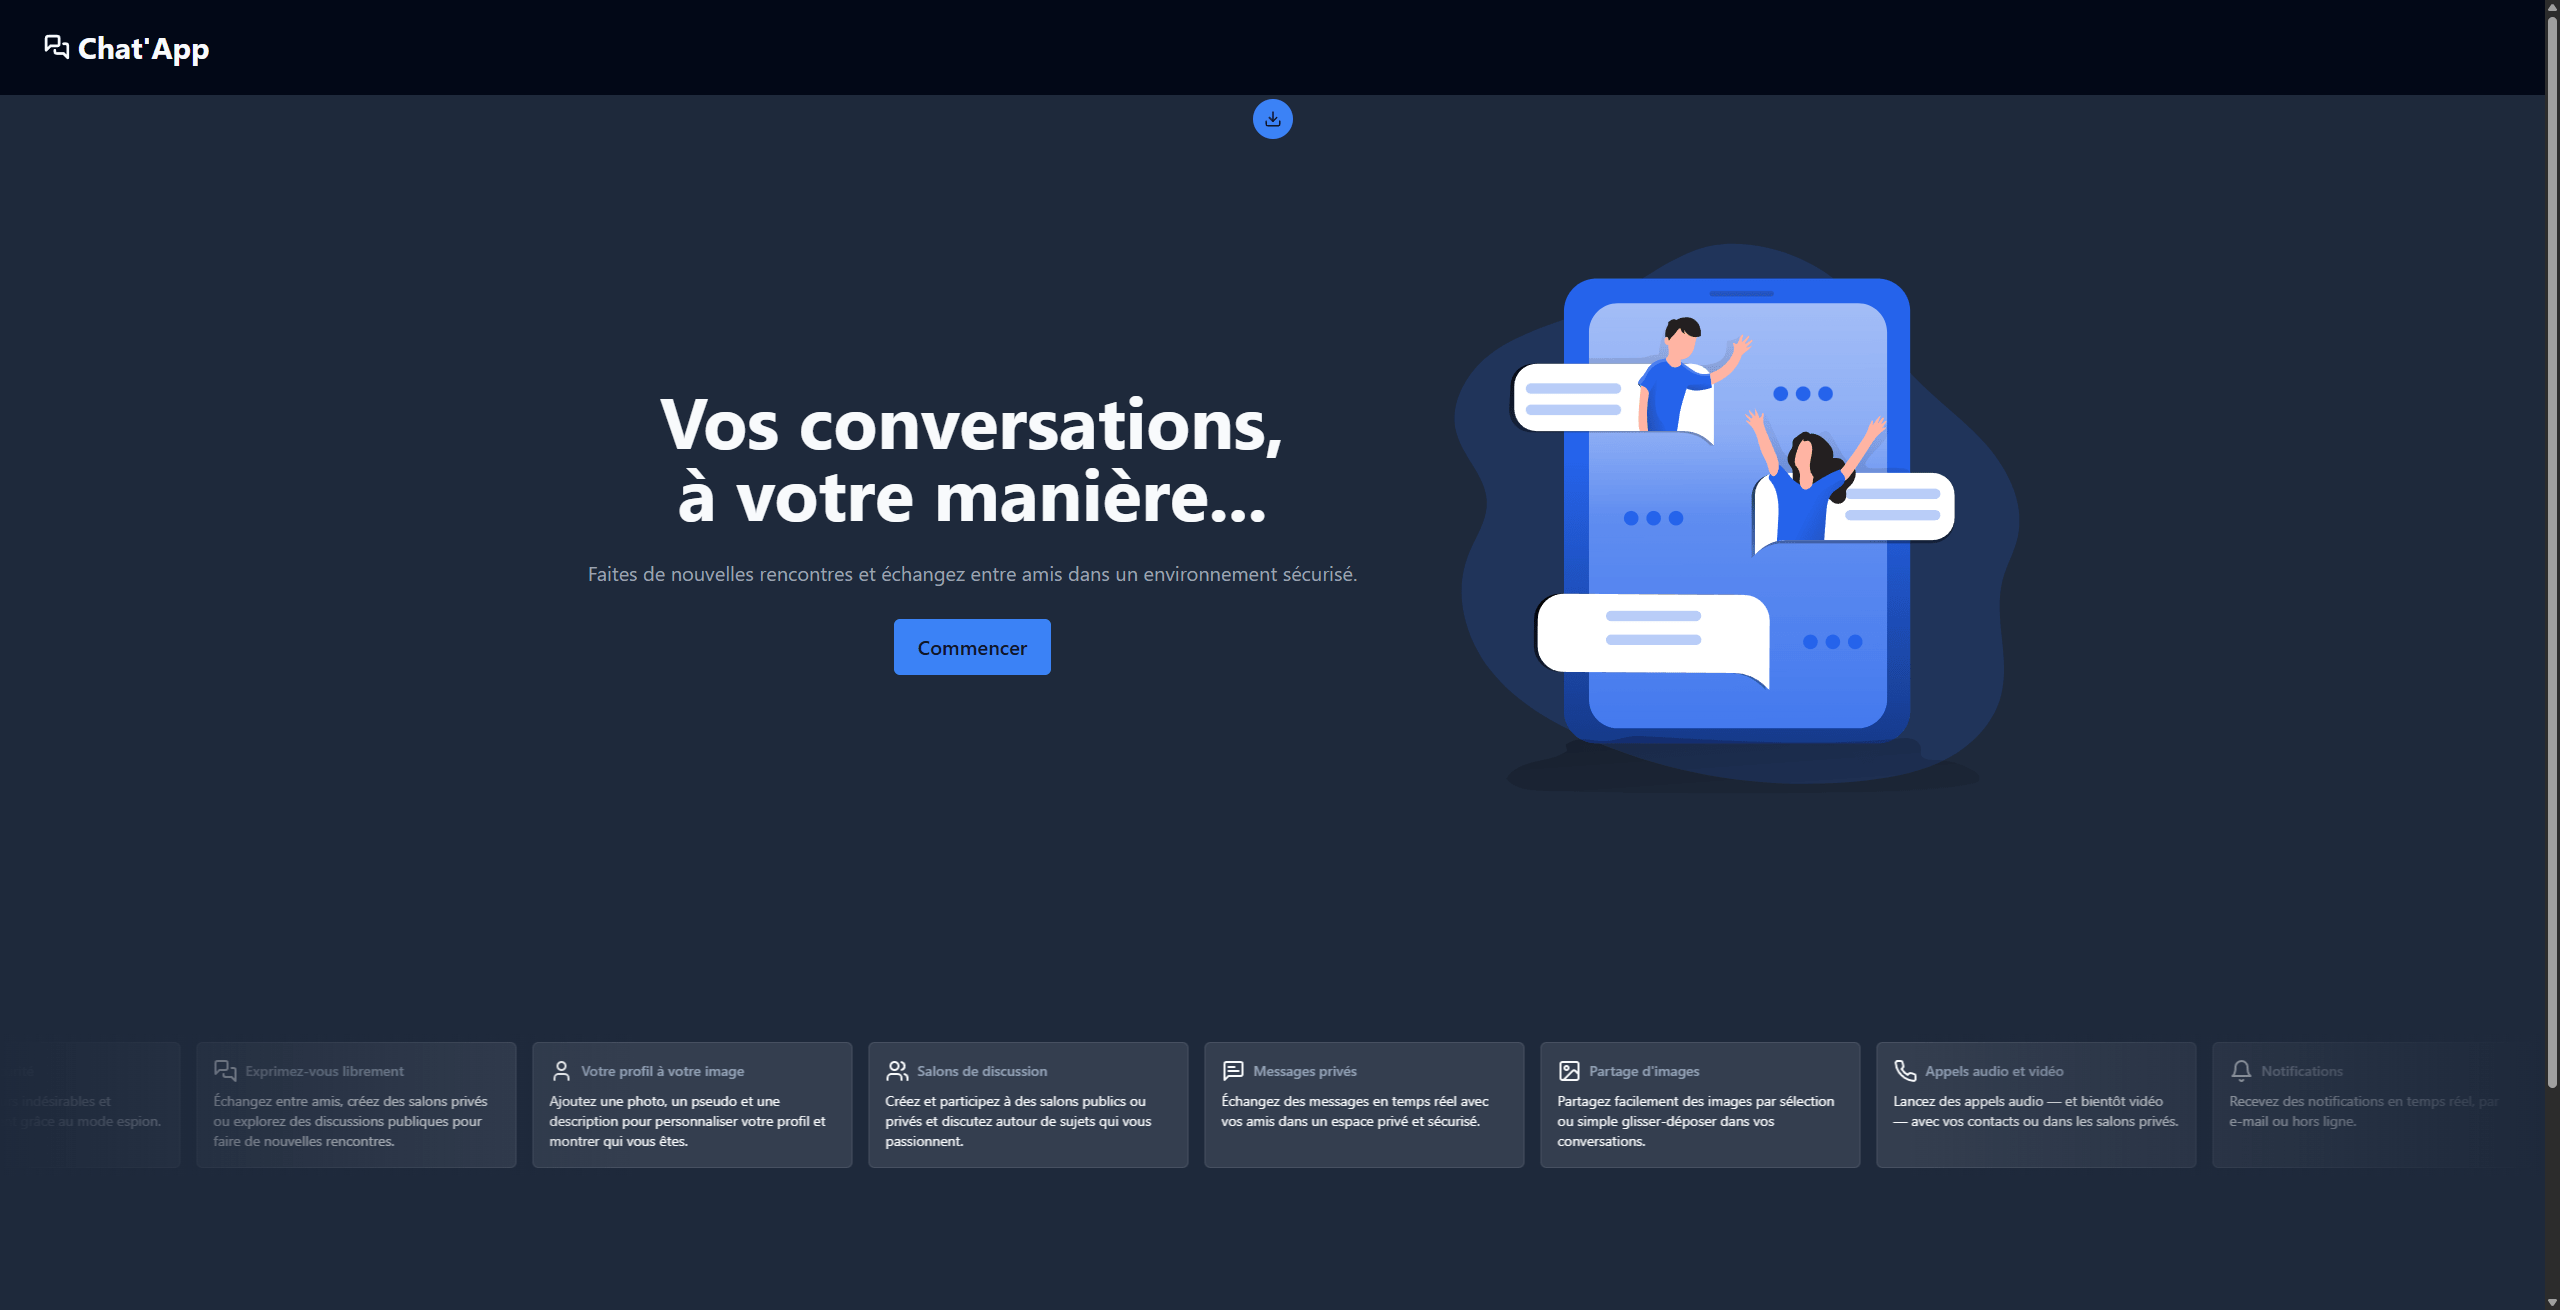 Chat'App
Vos conversations,
à votre manière...
Faites de nouvelles rencontres et échangez entre amis dans un environnement sécurisé.
Commencer
indésirables et
grâce au mode espion.
Exprimez-vous librement
Échangez entre amis, créez des salons privés
ou explorez des discussions publiques pour
faire de nouvelles rencontres.
Votre profil à votre image
Ajoutez une photo, un pseudo et une
description pour personnaliser votre profil et
montrer qui vous êtes.
Salons de discussion
Créez et participez à des salons publics ou
privés et discutez autour de sujets qui vous
passionnent.
Messages privés
Échangez des messages en temps réel avec
vos amis dans un espace privé et sécurisé.
Partage d'images
Partagez facilement des images par sélection
ou simple glisser-déposer dans vos
conversations.
Appels audio et vidéo
Lancez des appels audio — et bientôt vidéo
— avec vos contacts ou dans les salons privés.
Notifications
Recevez des notifications en temps réel, par
e-mail ou hors ligne.